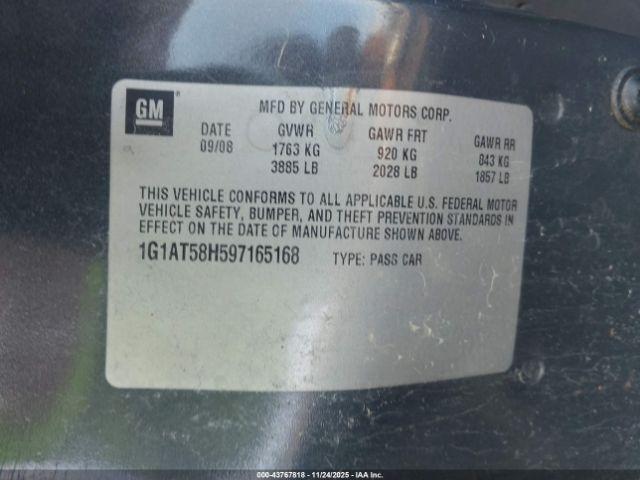 GM
MFD BY GENERAL MOTORS CORP.
DATE GVWR GAWR FRT GAWR RR
09/08 1763 KG 920 KG 843 KG
3885 LB 2028 LB 1857 LB
THIS VEHICLE CONFORMS TO ALL APPLICABLE U.S. FEDERAL MOTOR
VEHICLE SAFETY, BUMPER, AND THEFT PREVENTION STANDARDS IN
EFFECT ON THE DATE OF MANUFACTURE SHOWN ABOVE.
1G1AT58H597165168 TYPE: PASS CAR
000-43767818 - 11/24/2025 - IAA Inc.